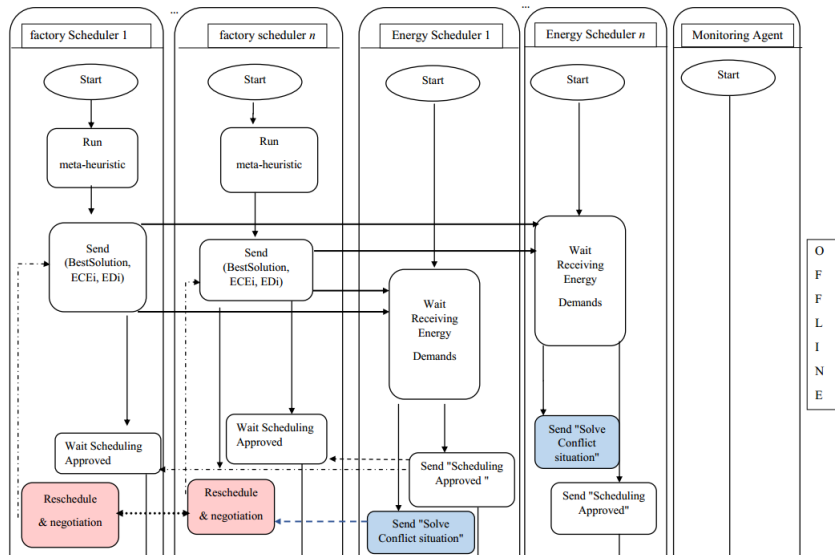 ...
...
factory Scheduler 1
factory scheduler n
Energy Scheduler 1
Energy Scheduler n
Monitoring Agent
Start
Start
Start
Start
Start
Run
meta-heuristic
Run
meta-heuristic
Send
(BestSolution,
ECEi, EDi)
Send
(BestSolution,
ECEi, EDi)
Wait
Receiving
Energy
Demands
Wait
Receiving
Energy
Demands
O
F
F
L
I
N
E
Wait Scheduling
Approved
Wait Scheduling
Approved
Send "Scheduling
Approved "
Send "Solve
Conflict
situation"
Reschedule
& negotiation
Reschedule
& negotiation
Send "Solve
Conflict situation"
Send "Scheduling
Approved"